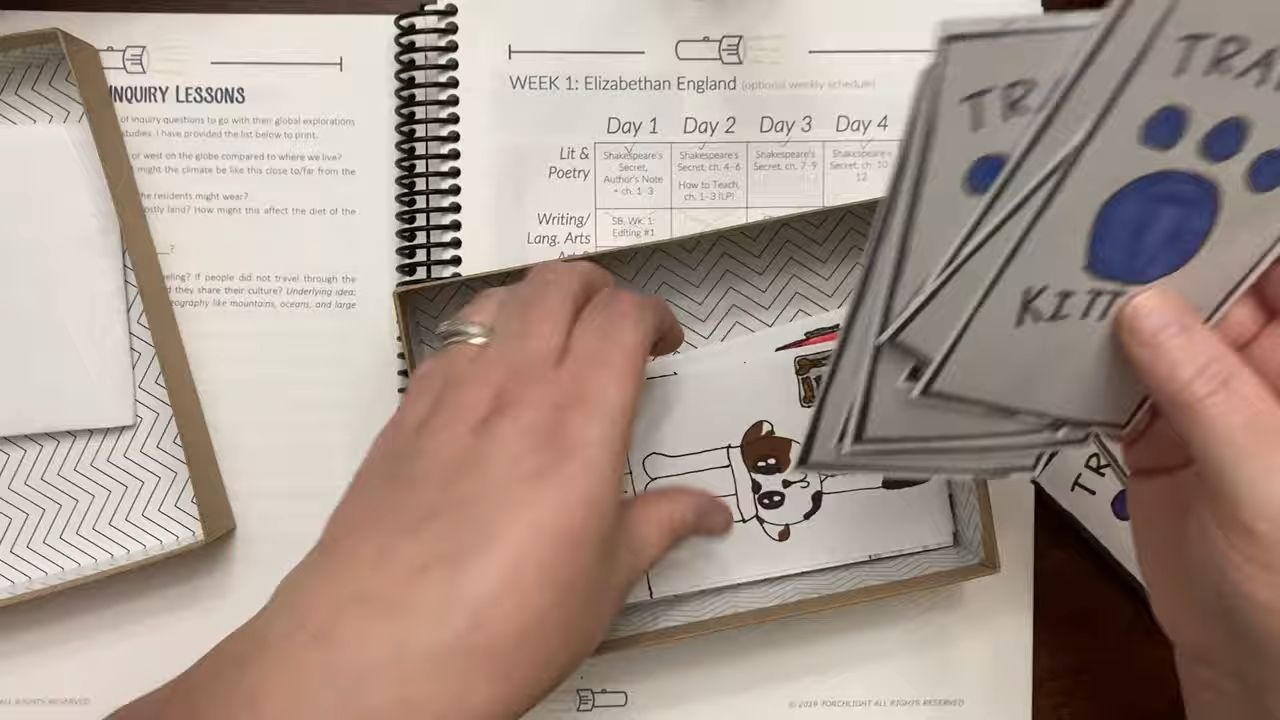 INQUIRY LESSONS
of inquiry questions to go with their global explorations
studies. I have provided the list below to print.
or west on the globe compared to where we live?
might the climate be like this close to/far from the
the residents might wear?
mostly land? How might this affect the diet of the
?
eling? If people did not travel through the
they share their culture? Underlying idea:
geography like mountains, oceans, and large
ALL RIGHTS RESERVED
WEEK 1: Elizabethan England (optional weekly schedule)
Day 1 Day 2 Day 3 Day 4
Lit &
Poetry
Shakespeare's
Secret,
Author's Note
+ ch. 1-3
Shakespeare's
Secret, ch. 4-6
How to Teach,
ch. 1-3 (LP)
Shakespeare's
Secret, ch. 7-9
Shakespeare's
Secret, ch. 10-
12
Writing/
Lang. Arts
SB, Wk. 1:
Editing #1
© 2019 TORCHLIGHT ALL RIGHTS RESERVED
TR
TRA
KITT
TR